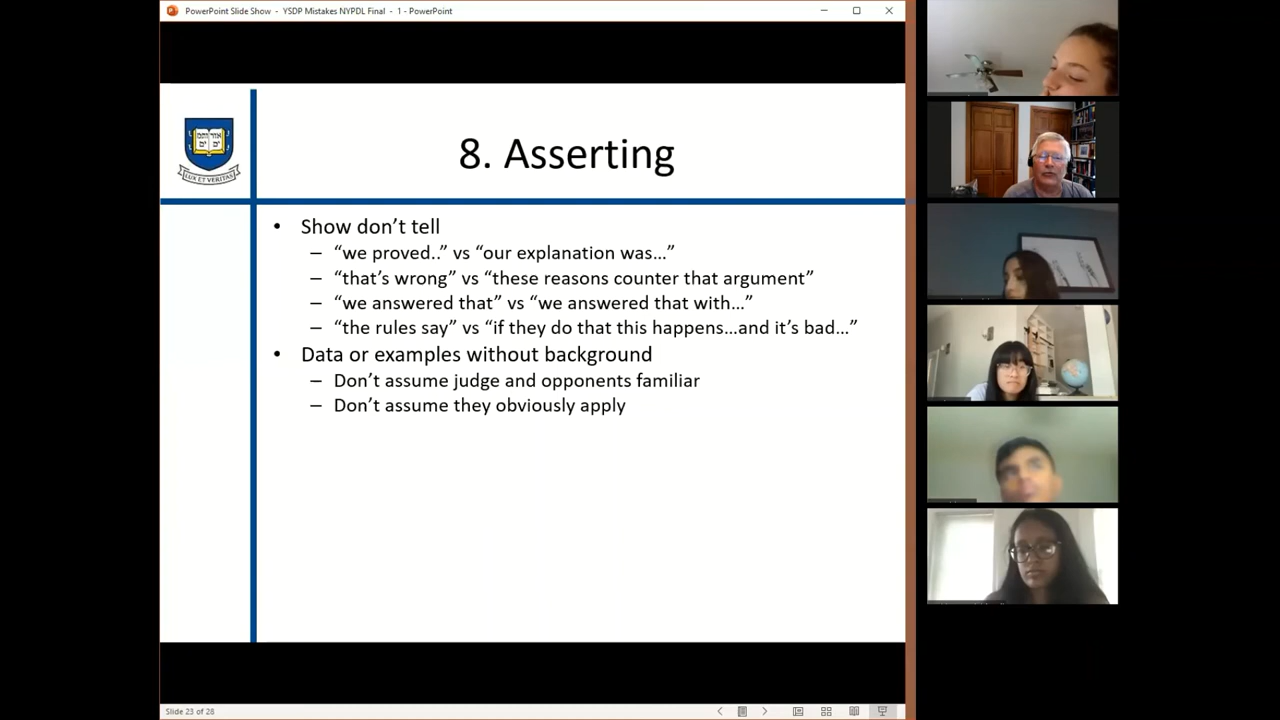 PowerPoint Slide Show - YSDP Mistakes NYPDL Final - 1 - PowerPoint
LUX ET VERITAS
8. Asserting
• Show don’t tell
– “we proved..” vs “our explanation was...”
– “that’s wrong” vs “these reasons counter that argument”
– “we answered that” vs “we answered that with...”
– “the rules say” vs “if they do that this happens...and it’s bad...”
• Data or examples without background
– Don’t assume judge and opponents familiar
– Don’t assume they obviously apply
Slide 23 of 28